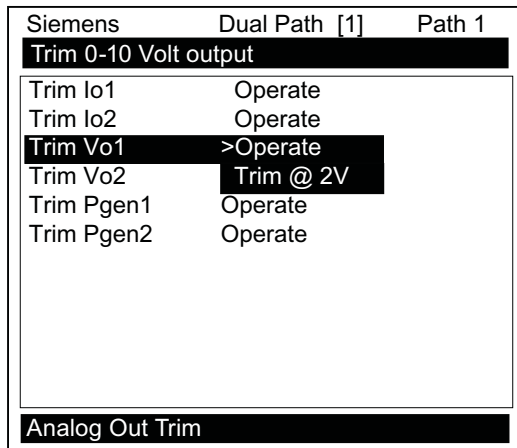 Siemens Dual Path [1] Path 1
Trim 0-10 Volt output
Trim Io1 Operate
Trim Io2 Operate
Trim Vo1 >Operate
Trim Vo2 Trim @ 2V
Trim Pgen1 Operate
Trim Pgen2 Operate
Analog Out Trim